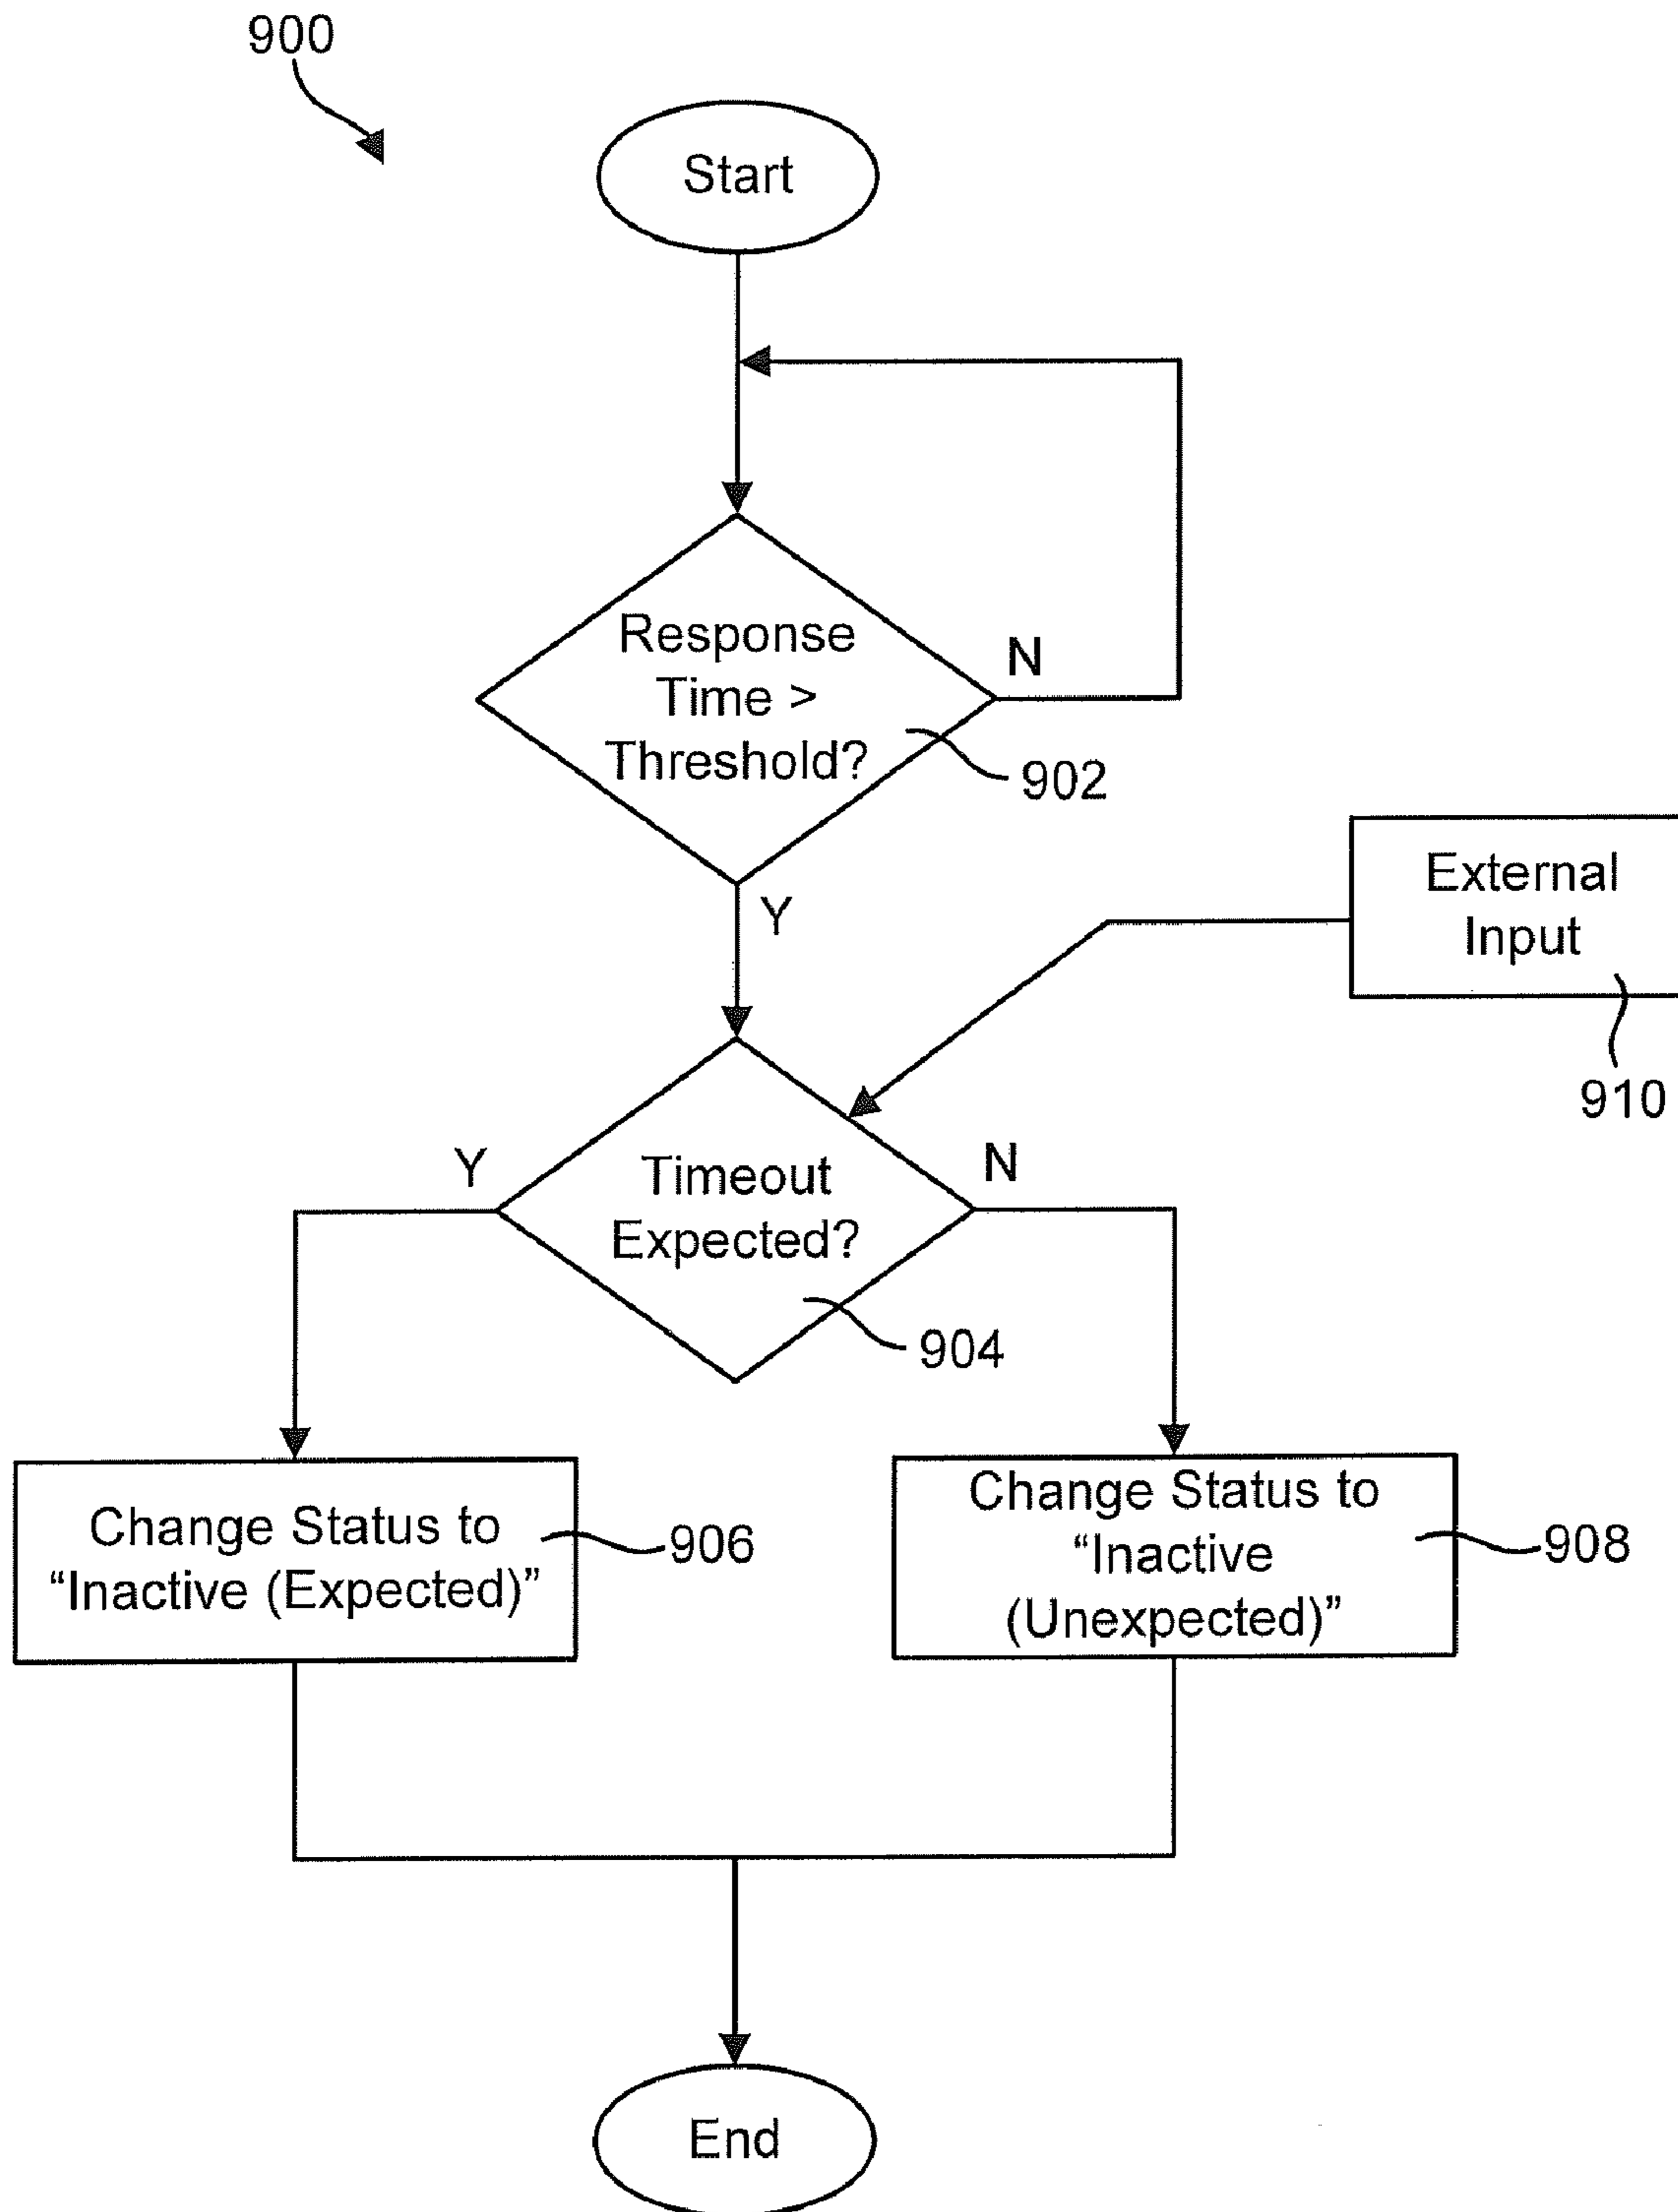 900
Start
Response
Time >
Threshold?
N
902
Y
External
Input
910
Timeout
Expected?
Y
N
904
Change Status to
“Inactive (Expected)”
906
Change Status to
“Inactive
(Unexpected)”
908
End